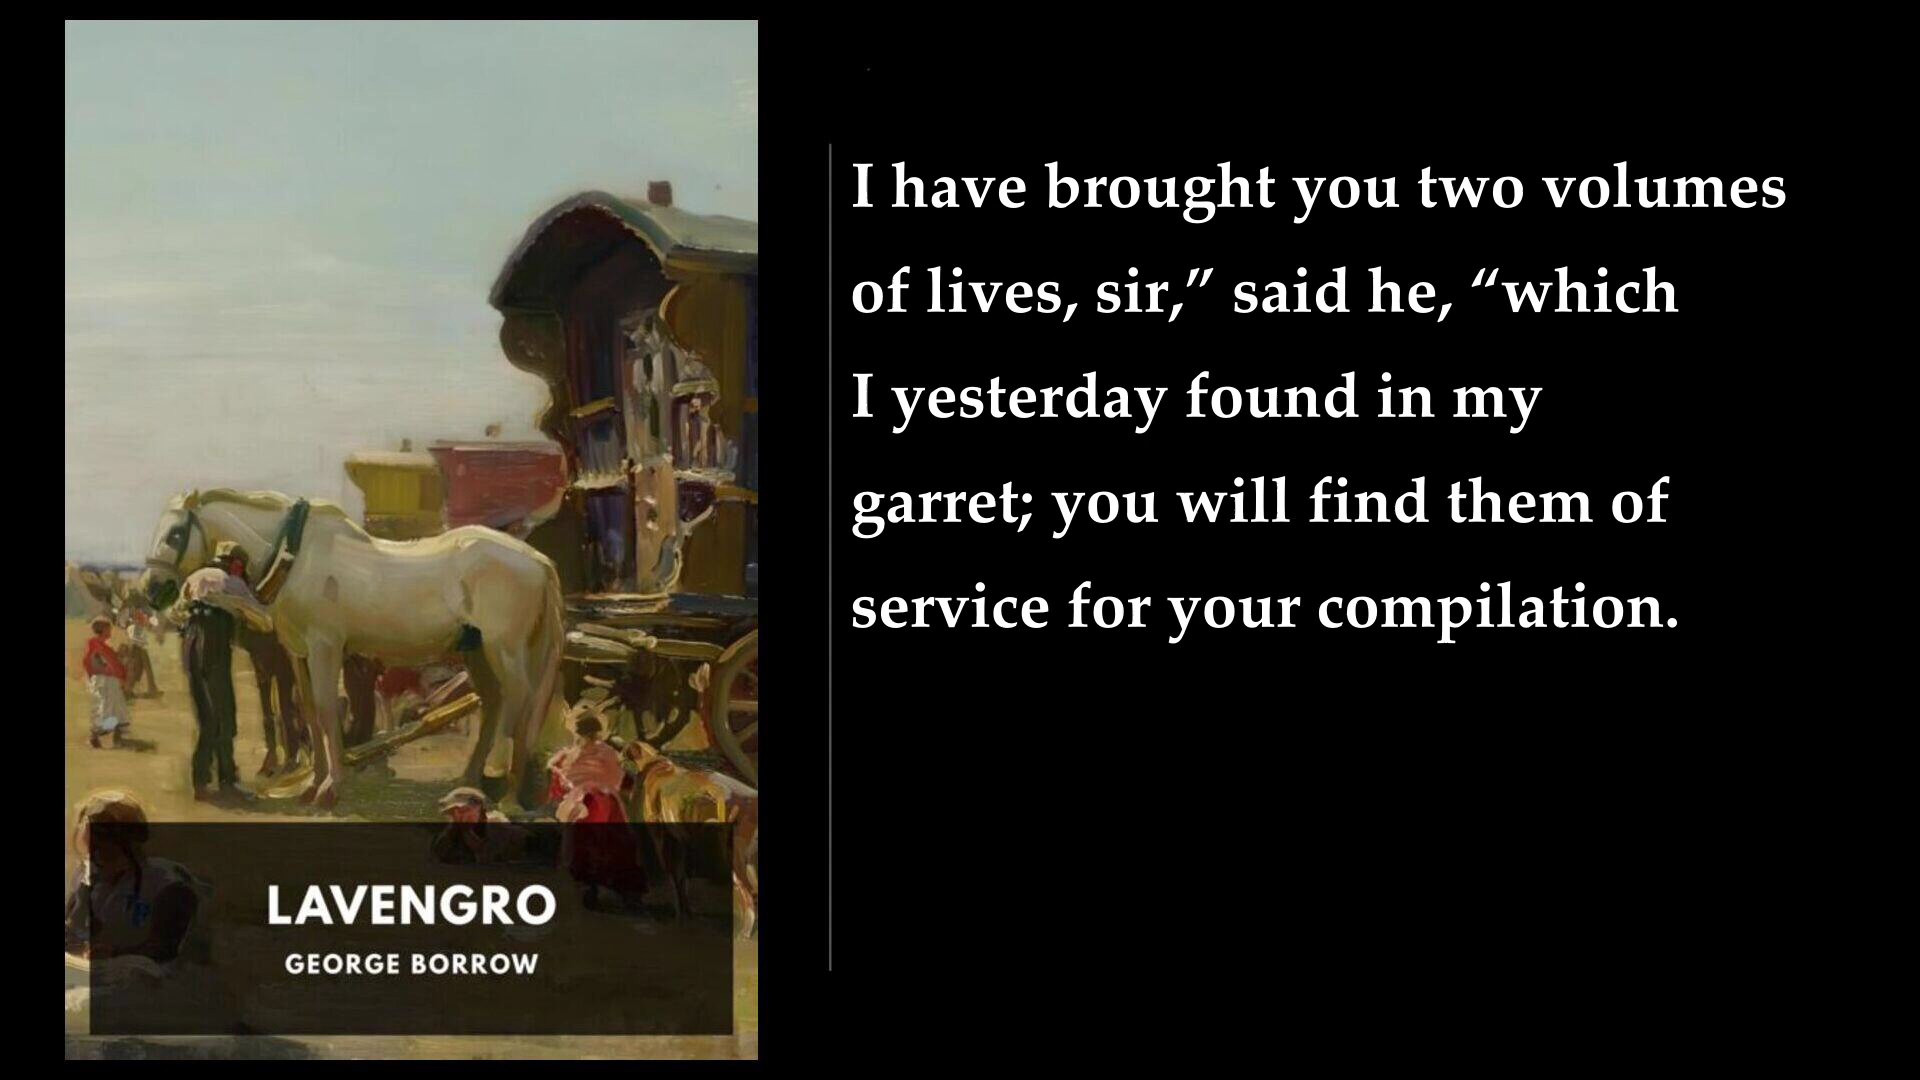 I have brought you two volumes
of lives, sir,” said he, “which
I yesterday found in my
garret; you will find them of
service for your compilation.
LAVENGRO
GEORGE BORROW